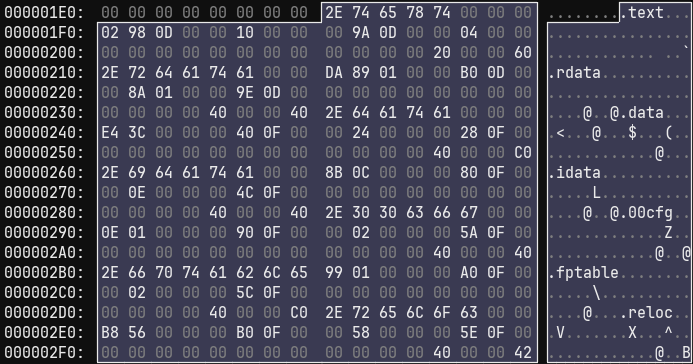 000001E0: 00 00 00 00 00 00 00 00 2E 74 65 78 74 00 00 00 .........text...
000001F0: 02 98 0D 00 00 10 00 00 00 9A 0D 00 00 04 00 00 ................
00000200: 00 00 00 00 00 00 00 00 00 00 00 00 20 00 00 60 ............ ..`
00000210: 2E 72 64 61 74 61 00 00 DA 89 01 00 00 B0 0D 00 .rdata..........
00000220: 00 8A 01 00 00 9E 0D 00 00 00 00 00 00 00 00 00 ................
00000230: 00 00 00 00 40 00 00 40 2E 64 61 74 61 00 00 00 ....@..@.data...
00000240: E4 3C 00 00 00 40 0F 00 00 24 00 00 00 28 0F 00 .<...@...$...(..
00000250: 00 00 00 00 00 00 00 00 00 00 00 00 40 00 00 C0 ............@...
00000260: 2E 69 64 61 74 61 00 00 8B 0C 00 00 00 80 0F 00 .idata..........
00000270: 00 0E 00 00 00 4C 0F 00 00 00 00 00 00 00 00 00 .....L..........
00000280: 00 00 00 00 40 00 00 40 2E 30 30 63 66 67 00 00 ....@..@.00cfg..
00000290: 0E 01 00 00 00 90 0F 00 00 02 00 00 00 5A 0F 00 .............Z..
000002A0: 00 00 00 00 00 00 00 00 00 00 00 00 40 00 00 40 ............@..@
000002B0: 2E 66 70 74 61 62 6C 65 99 01 00 00 00 A0 0F 00 .fptable........
000002C0: 00 02 00 00 00 5C 0F 00 00 00 00 00 00 00 00 00 .....\..........
000002D0: 00 00 00 00 40 00 00 C0 2E 72 65 6C 6F 63 00 00 ....@....reloc..
000002E0: B8 56 00 00 00 B0 0F 00 00 58 00 00 00 5E 0F 00 .V.......X...^..
000002F0: 00 00 00 00 00 00 00 00 00 00 00 00 40 00 00 42 ............@..B